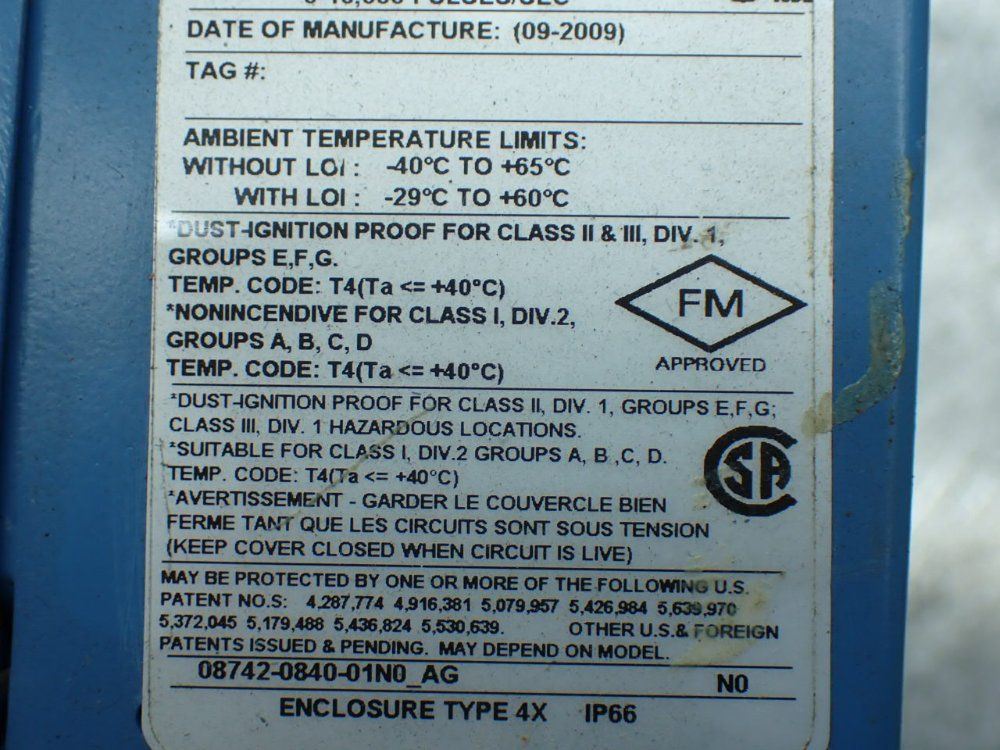 DATE OF MANUFACTURE: (09-2009)
TAG #:
AMBIENT TEMPERATURE LIMITS:
WITHOUT LOI : -40°C TO +65°C
WITH LOI : -29°C TO +60°C
*DUST-IGNITION PROOF FOR CLASS II & III, DIV. 1,
GROUPS E,F,G.
TEMP. CODE: T4(Ta <= +40°C)
*NONINCENDIVE FOR CLASS I, DIV.2,
GROUPS A, B, C, D
TEMP. CODE: T4(Ta <= +40°C)
FM
APPROVED
*DUST-IGNITION PROOF FOR CLASS II, DIV. 1, GROUPS E,F,G;
CLASS III, DIV. 1 HAZARDOUS LOCATIONS.
*SUITABLE FOR CLASS I, DIV.2 GROUPS A, B ,C, D.
TEMP. CODE: T4(Ta <= +40°C)
*AVERTISSEMENT - GARDER LE COUVERCLE BIEN
FERME TANT QUE LES CIRCUITS SONT SOUS TENSION
(KEEP COVER CLOSED WHEN CIRCUIT IS LIVE)
CSA
MAY BE PROTECTED BY ONE OR MORE OF THE FOLLOWING U.S.
PATENT NO.S: 4,287,774 4,916,381 5,079,957 5,426,984 5,639,970
5,372,045 5,179,488 5,436,824 5,530,639. OTHER U.S.& FOREIGN
PATENTS ISSUED & PENDING. MAY DEPEND ON MODEL.
08742-0840-01N0_AG N0
ENCLOSURE TYPE 4X IP66